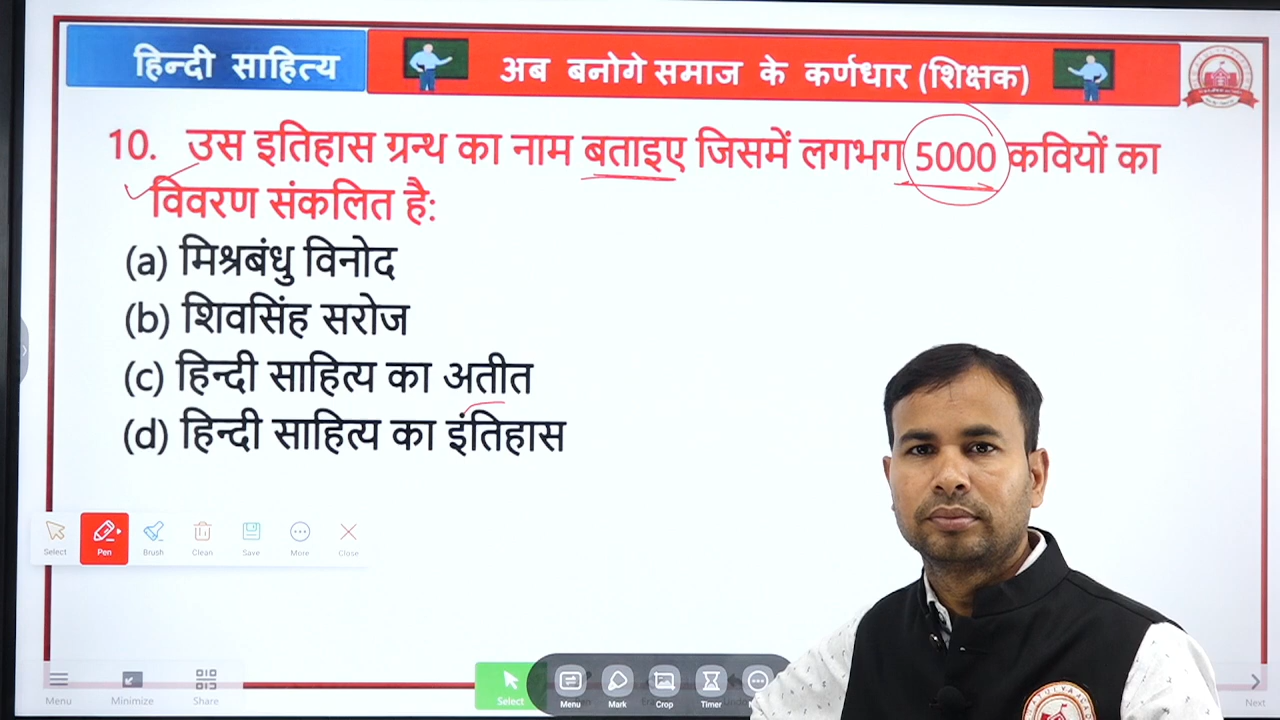 हिन्दी साहित्य
अब बनोगे समाज के कर्णधार (शिक्षक)
10. उस इतिहास ग्रन्थ का नाम बताइए जिसमें लगभग 5000 कवियों का
विवरण संकलित है:
(a) मिश्रबंधु विनोद
(b) शिवसिंह सरोज
(c) हिन्दी साहित्य का अतीत
(d) हिन्दी साहित्य का इंतिहास
Select Pen Brush Clean Save More Close
Menu Minimize Share
Select Menu Mark Crop Timer
Next